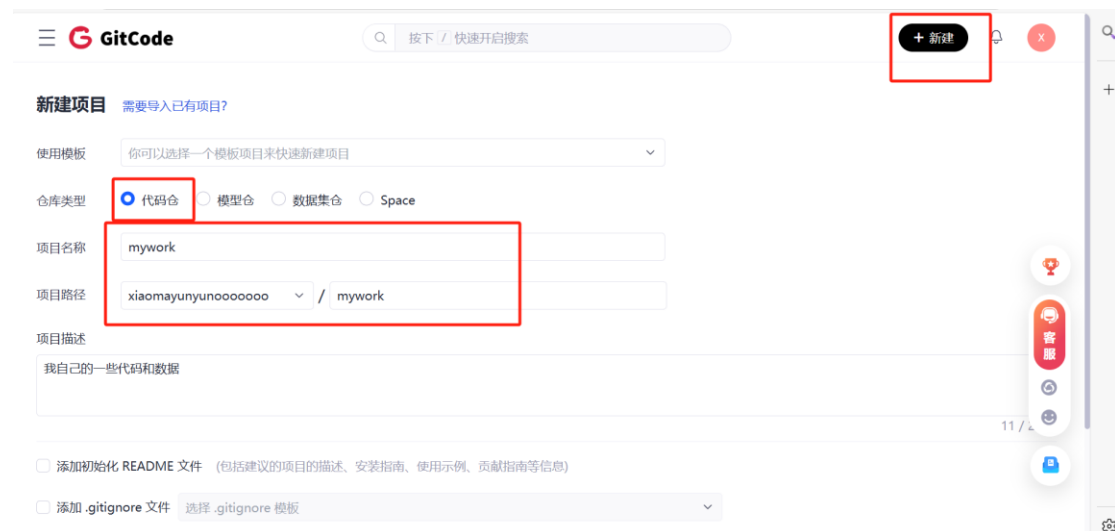 GitCode
按下 / 快速开启搜索
+ 新建
X
新建项目 需要导入已有项目?
使用模板 你可以选择一个模板项目来快速新建项目
仓库类型 代码仓 模型仓 数据集仓 Space
项目名称 mywork
项目路径 xiaomayunyunooooooo / mywork
项目描述
我自己的一些代码和数据
客服
11 /
添加初始化 README 文件 (包括建议的项目的描述、安装指南、使用示例、贡献指南等信息)
添加 .gitignore 文件 选择 .gitignore 模板